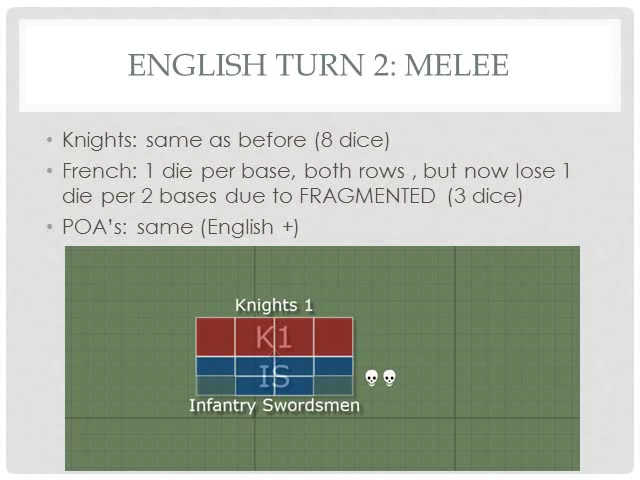 ENGLISH TURN 2: MELEE
• Knights: same as before (8 dice)
• French: 1 die per base, both rows , but now lose 1
die per 2 bases due to FRAGMENTED (3 dice)
• POA's: same (English +)
Knights 1
K1
IS
Infantry Swordsmen